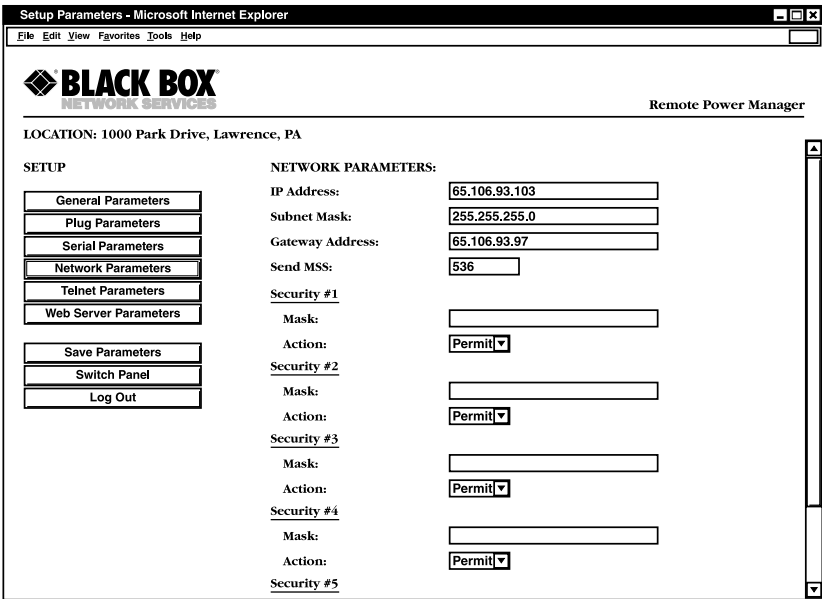 Setup Parameters - Microsoft Internet Explorer
File Edit View Favorites Tools Help
BLACK BOX®
NETWORK SERVICES
Remote Power Manager
LOCATION: 1000 Park Drive, Lawrence, PA
SETUP
General Parameters
Plug Parameters
Serial Parameters
Network Parameters
Telnet Parameters
Web Server Parameters
Save Parameters
Switch Panel
Log Out
NETWORK PARAMETERS:
IP Address: 65.106.93.103
Subnet Mask: 255.255.255.0
Gateway Address: 65.106.93.97
Send MSS: 536
Security #1
Mask:
Action: Permit
Security #2
Mask:
Action: Permit
Security #3
Mask:
Action: Permit
Security #4
Mask:
Action: Permit
Security #5